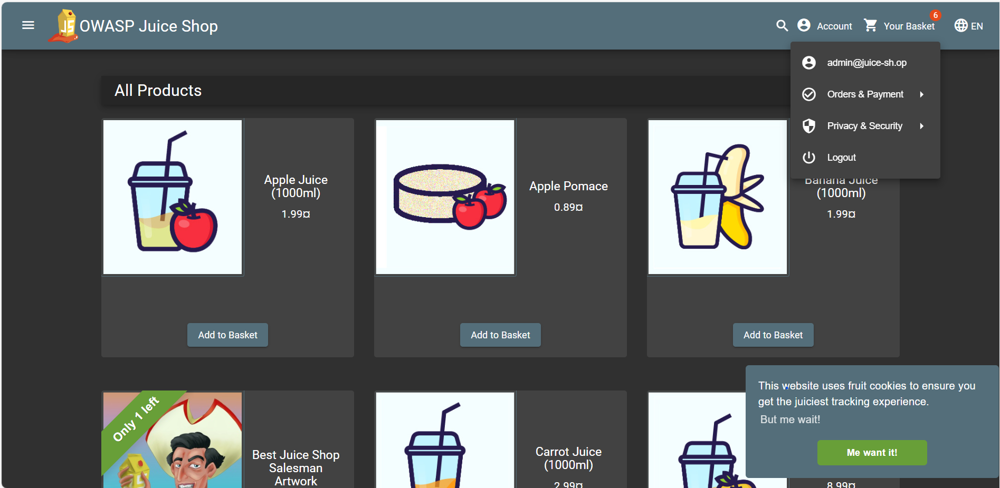 OWASP Juice Shop
Account
Your Basket
6
EN
admin@juice-sh.op
Orders & Payment
Privacy & Security
Logout
All Products
Apple Juice
(1000ml)
1.99¤
Add to Basket
Apple Pomace
0.89¤
Add to Basket
Banana Juice
(1000ml)
1.99¤
Add to Basket
Only 1 left
Best Juice Shop
Salesman
Artwork
Carrot Juice
(1000ml)
2.99¤
8.99¤
This website uses fruit cookies to ensure you
get the juiciest tracking experience.
But me wait!
Me want it!